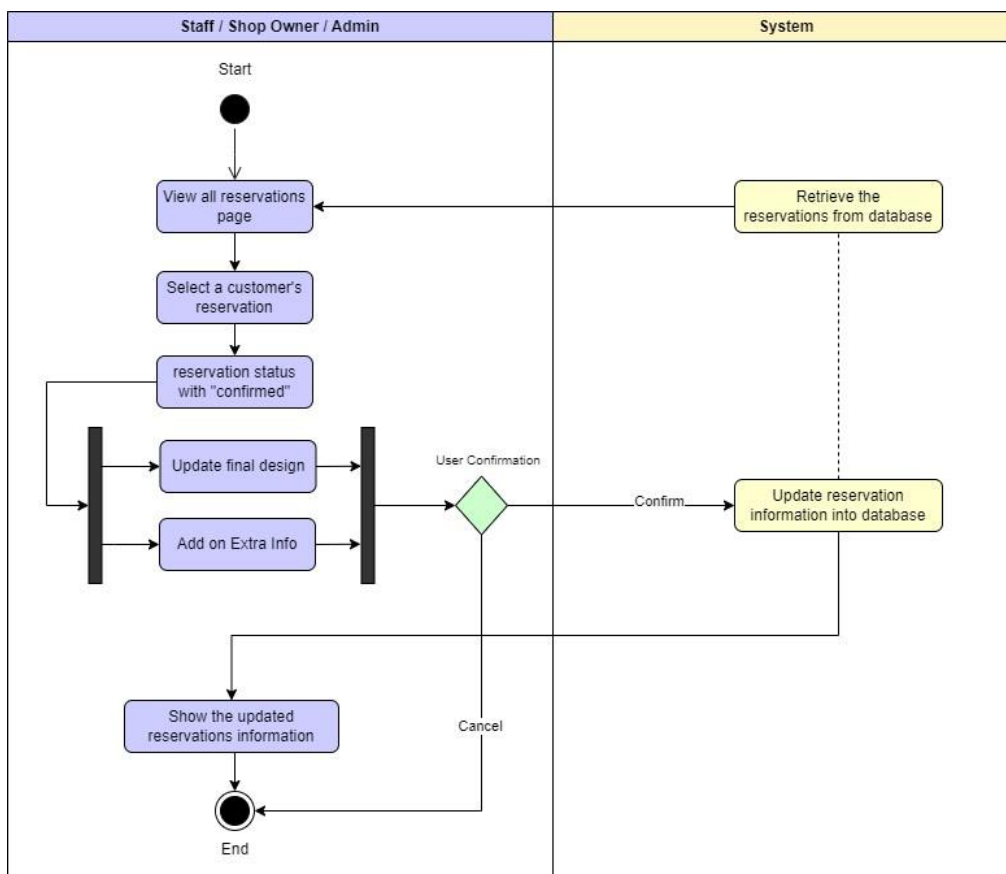 Staff / Shop Owner / Admin
System
Start
View all reservations
page
Retrieve the
reservations from database
Select a customer's
reservation
reservation status
with "confirmed"
Update final design
User Confirmation
Confirm
Update reservation
information into database
Add on Extra Info
Show the updated
reservations information
Cancel
End